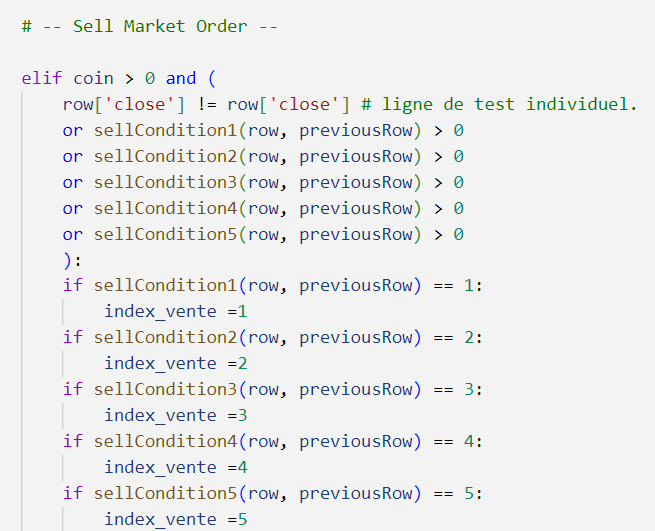 # -- Sell Market Order --
elif coin > 0 and (
row['close'] != row['close'] # ligne de test individuel.
or sellCondition1(row, previousRow) > 0
or sellCondition2(row, previousRow) > 0
or sellCondition3(row, previousRow) > 0
or sellCondition4(row, previousRow) > 0
or sellCondition5(row, previousRow) > 0
):
if sellCondition1(row, previousRow) == 1:
index_vente =1
if sellCondition2(row, previousRow) == 2:
index_vente =2
if sellCondition3(row, previousRow) == 3:
index_vente =3
if sellCondition4(row, previousRow) == 4:
index_vente =4
if sellCondition5(row, previousRow) == 5:
index_vente =5